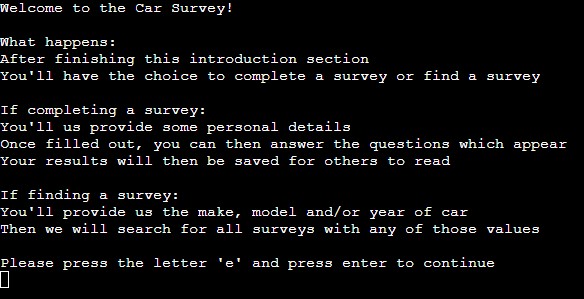 Welcome to the Car Survey!
What happens:
After finishing this introduction section
You'll have the choice to complete a survey or find a survey
If completing a survey:
You'll us provide some personal details
Once filled out, you can then answer the questions which appear
Your results will then be saved for others to read
If finding a survey:
You'll provide us the make, model and/or year of car
Then we will search for all surveys with any of those values
Please press the letter 'e' and press enter to continue